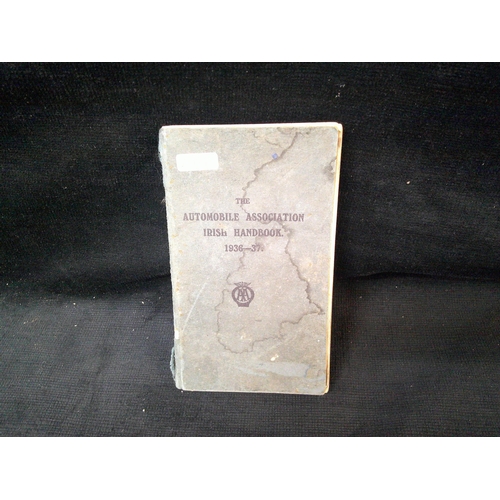 THE
AUTOMOBILE ASSOCIATION
IRISH HANDBOOK.
1936—37.
AA